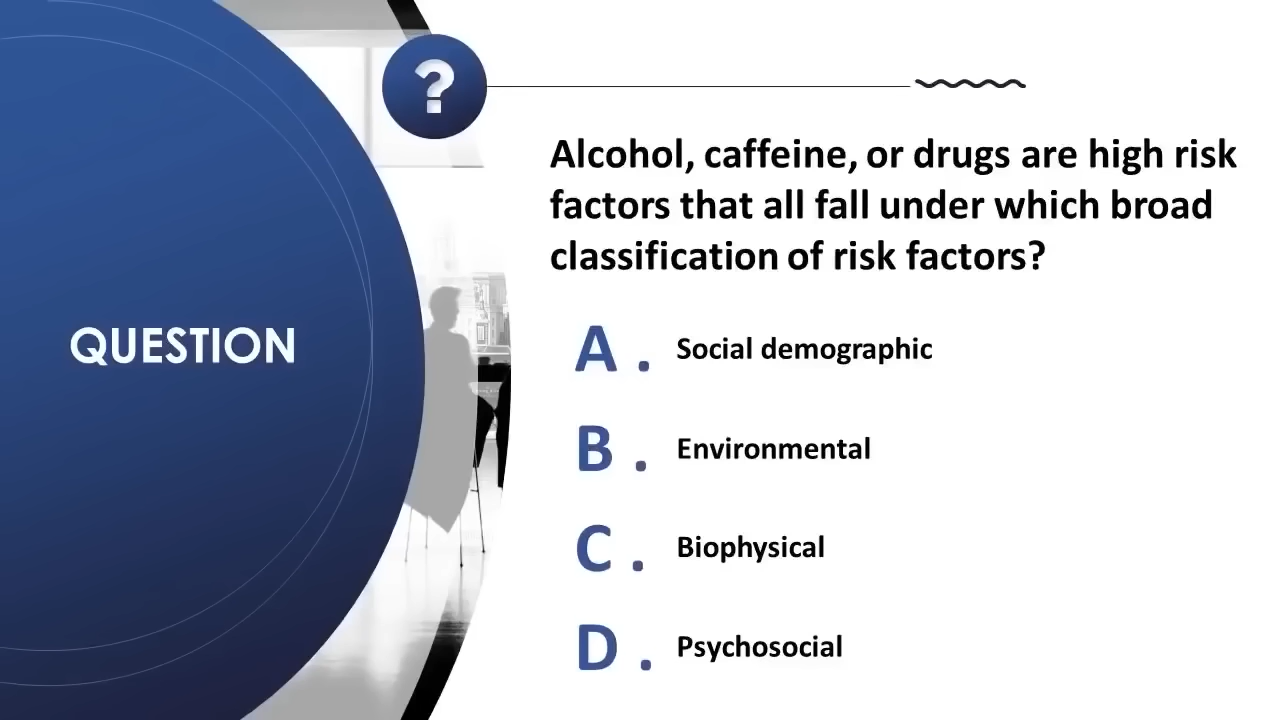 ?
Alcohol, caffeine, or drugs are high risk
factors that all fall under which broad
classification of risk factors?
QUESTION
A . Social demographic
B . Environmental
C . Biophysical
D . Psychosocial